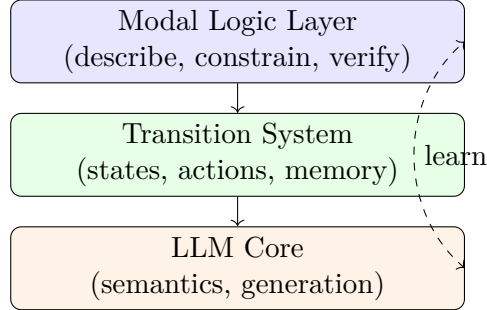 Modal Logic Layer
(describe, constrain, verify)
Transition System
(states, actions, memory)
learn
LLM Core
(semantics, generation)